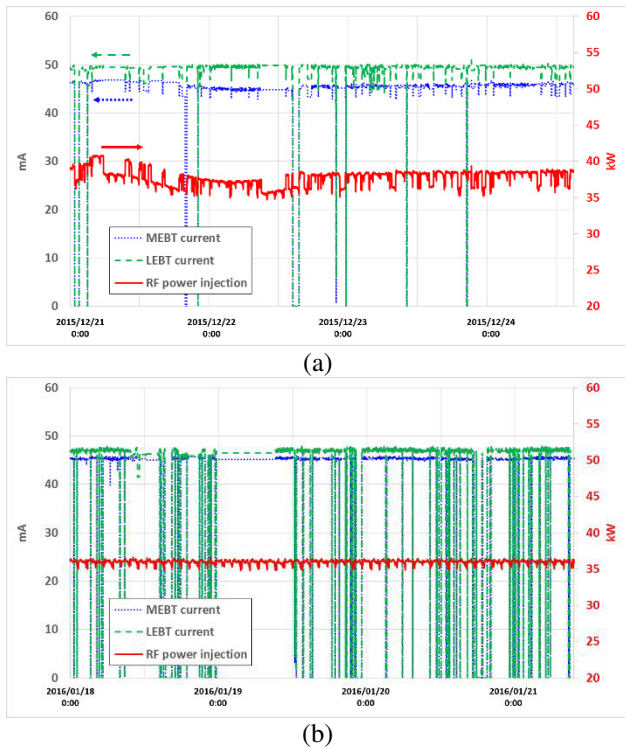 60 60
50 55
40 50
30 45
20 40
10 35
0 30
25
20
mA
kW
MEBT current
LEBT current
RF power injection
2015/12/21 2015/12/22 2015/12/23 2015/12/24
0:00 0:00 0:00 0:00
(a)
60 60
50 55
40 50
30 45
20 40
10 35
0 30
25
20
mA
kW
MEBT current
LEBT current
RF power injection
2016/01/18 2016/01/19 2016/01/20 2016/01/21
0:00 0:00 0:00 0:00
(b)